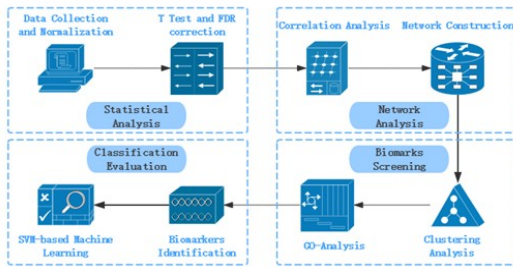 Data Collection
and Normalization
T Test and FDR
correction
Correlation Analysis
Network Construction
Statistical
Analysis
Network
Analysis
Classification
Evaluation
Biomarks
Screening
SVM-based Machine
Learning
Biomarkers
Identification
GO-Analysis
Clustering
Analysis